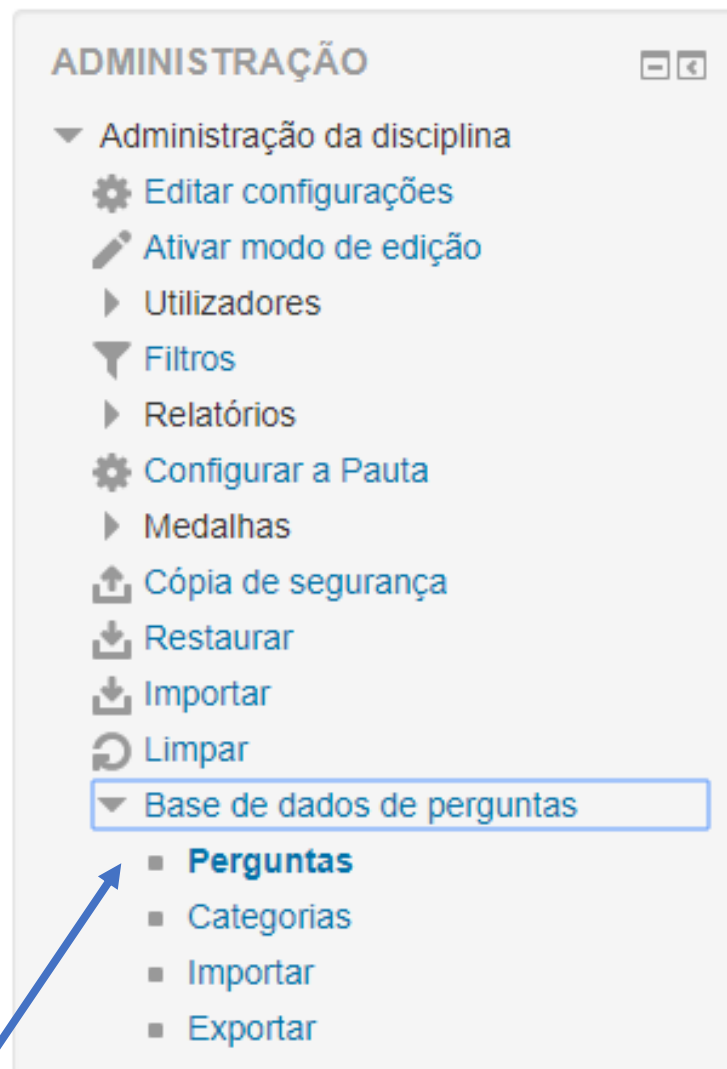 ADMINISTRAÇÃO
Administração da disciplina
Editar configurações
Ativar modo de edição
Utilizadores
Filtros
Relatórios
Configurar a Pauta
Medalhas
Cópia de segurança
Restaurar
Importar
Limpar
Base de dados de perguntas
Perguntas
Categorias
Importar
Exportar